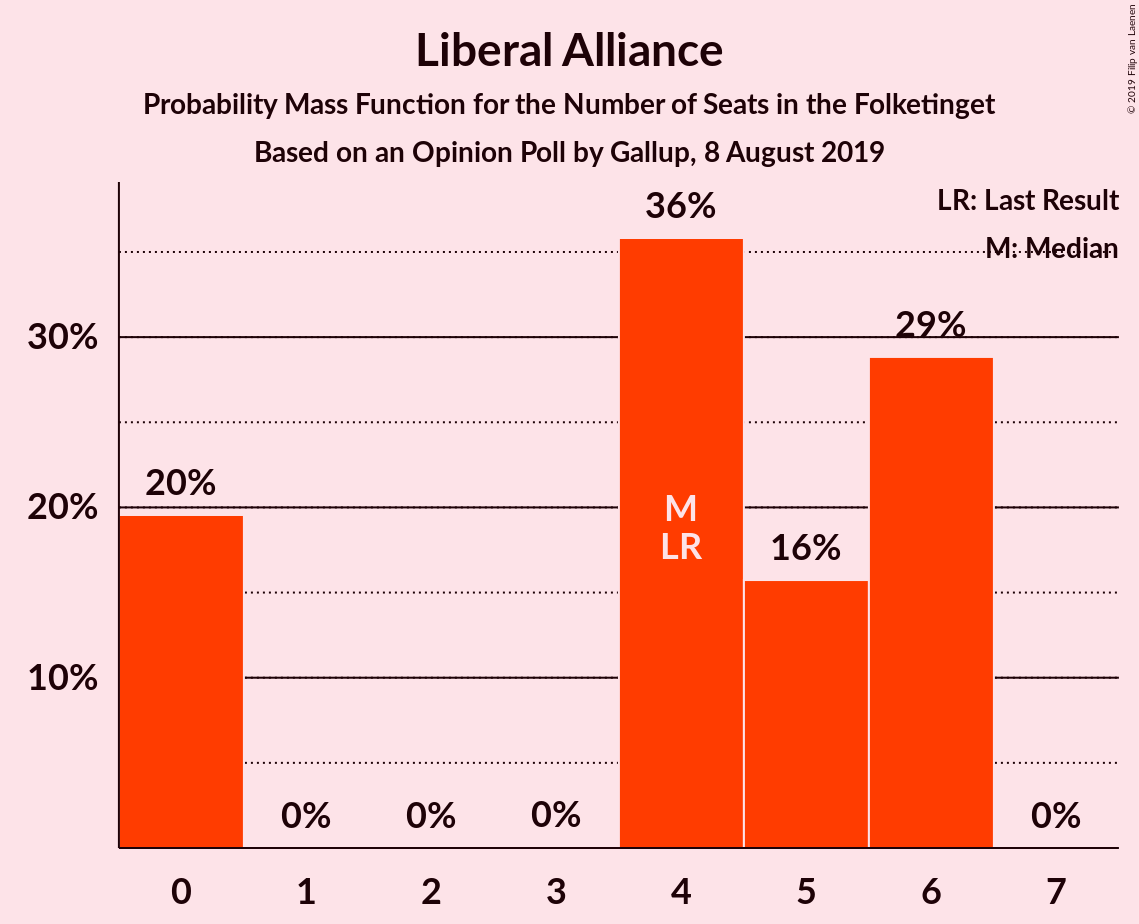 Liberal Alliance
Probability Mass Function for the Number of Seats in the Folketinget
Based on an Opinion Poll by Gallup, 8 August 2019
© 2019 Filip van Laenen
LR: Last Result
M: Median
36%
30%
29%
20%
20%
M
LR
16%
10%
0%
0%
0%
0%
0 1 2 3 4 5 6 7